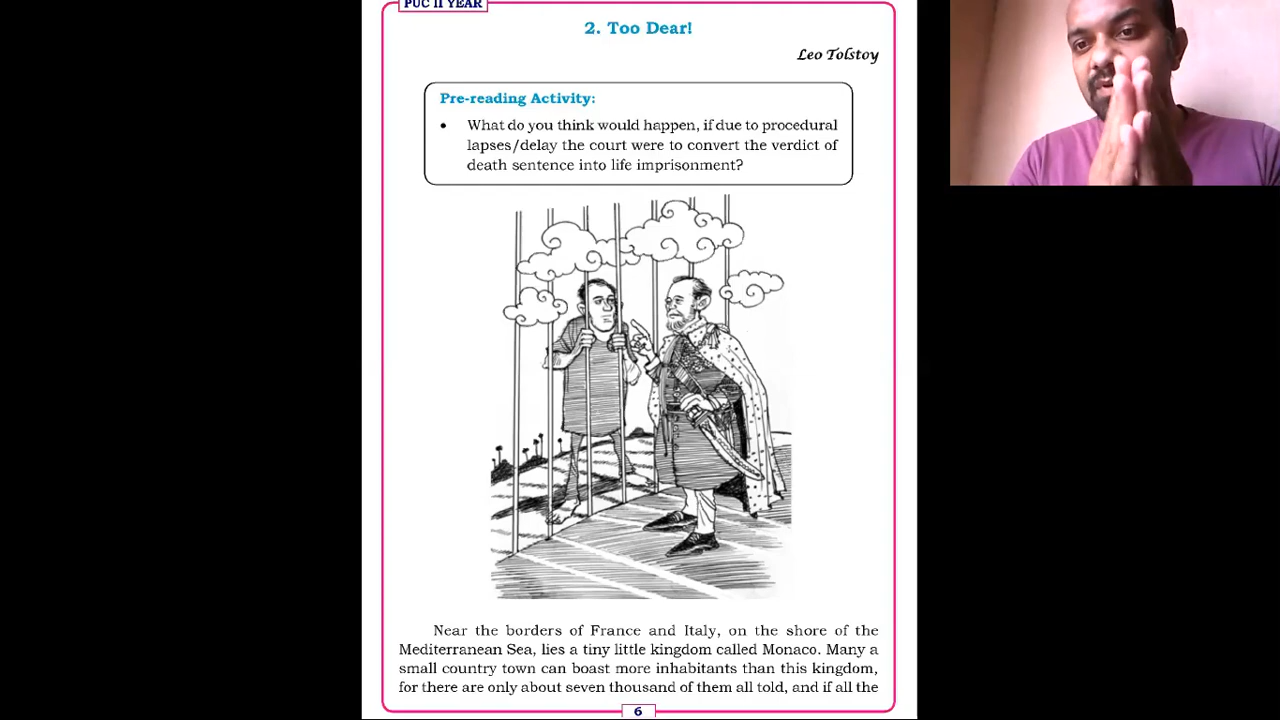 PUC II YEAR
2. Too Dear!
Leo Tolstoy
Pre-reading Activity:
• What do you think would happen, if due to procedural
lapses/delay the court were to convert the verdict of
death sentence into life imprisonment?
Near the borders of France and Italy, on the shore of the
Mediterranean Sea, lies a tiny little kingdom called Monaco. Many a
small country town can boast more inhabitants than this kingdom,
for there are only about seven thousand of them all told, and if all the
6